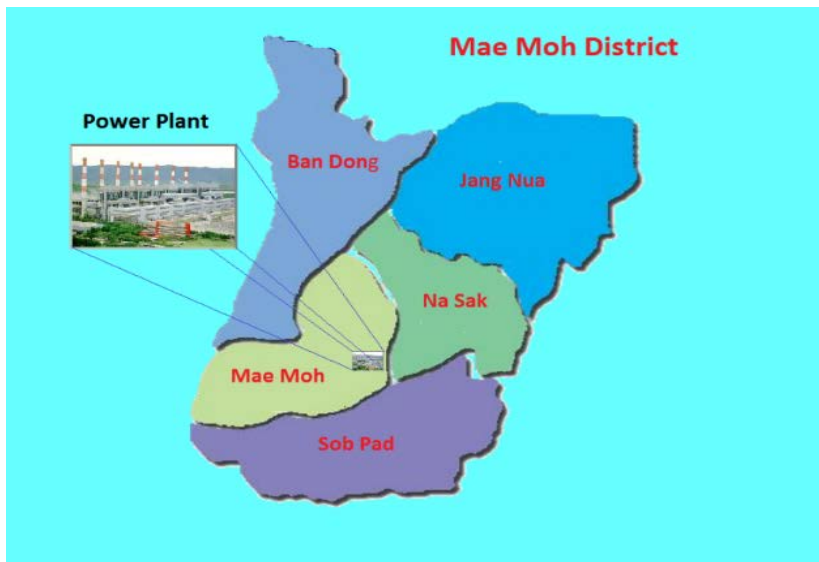 Mae Moh District
Power Plant
Ban Dong
Jang Nua
Na Sak
Mae Moh
Sob Pad